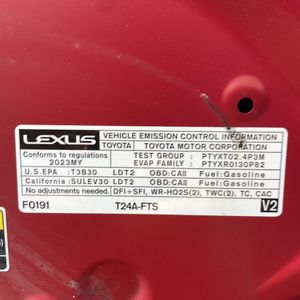 LEXUS VEHICLE EMISSION CONTROL INFORMATION
TOYOTA TOYOTA MOTOR CORPORATION
Conforms to regulations TEST GROUP : PTYXT02.4P3M
2023MY EVAP FAMILY : PTYXR0130P82
U.S.EPA : T3B30 LDT2 OBD:CAII Fuel:Gasoline
California:SULEV30 LDT2 OBD:CAII Fuel:Gasoline
No adjustments needed. DFI+SFI, WR-HO2S(2), TWC(2), TC, CAC
F0191 T24A-FTS V2